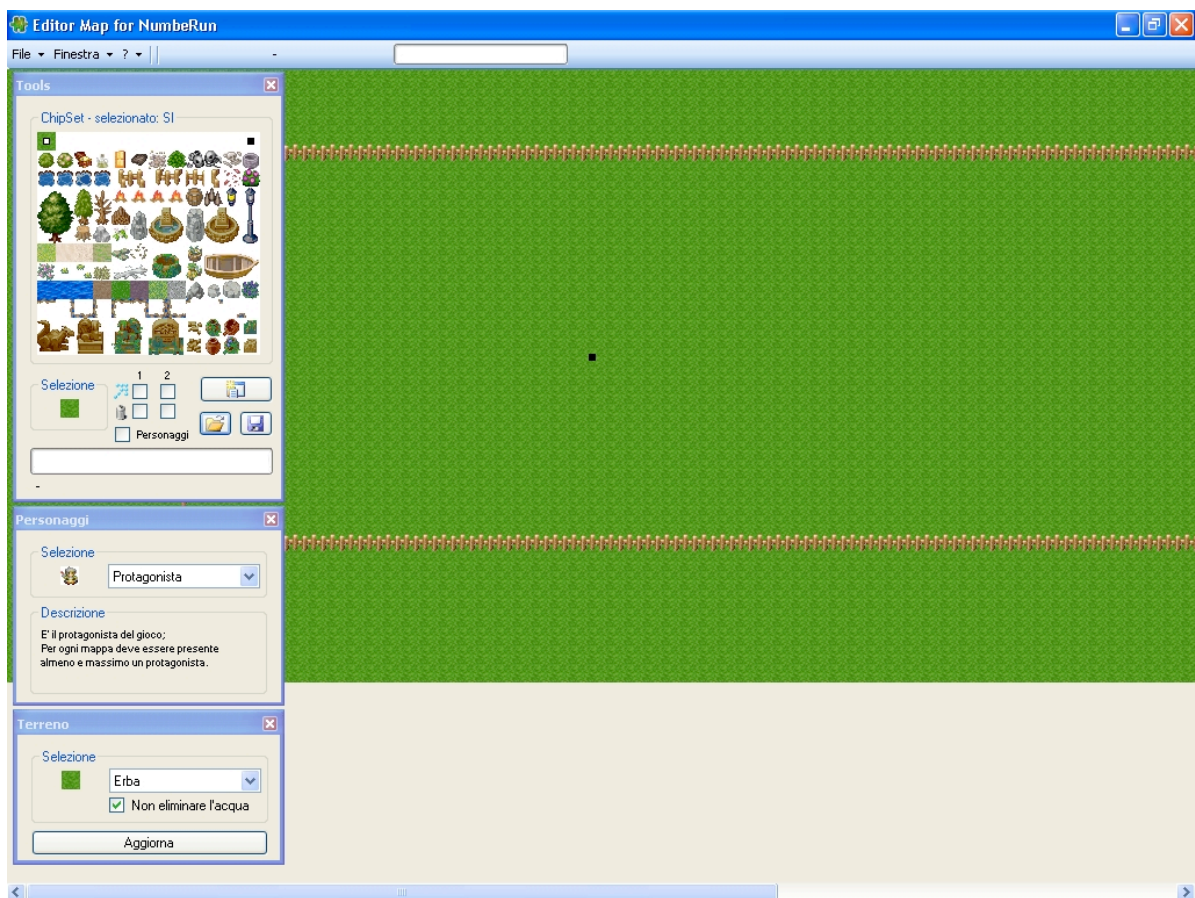 Editor Map for NumbeRun
File Finestra ?
-
Tools
ChipSet - selezionato: SI
1 2
Selezione
Personaggi
-
Personaggi
Selezione
Protagonista
Descrizione
E' il protagonista del gioco;
Per ogni mappa deve essere presente
almeno e massimo un protagonista.
Terreno
Selezione
Erba
Non eliminare l'acqua
Aggiorna